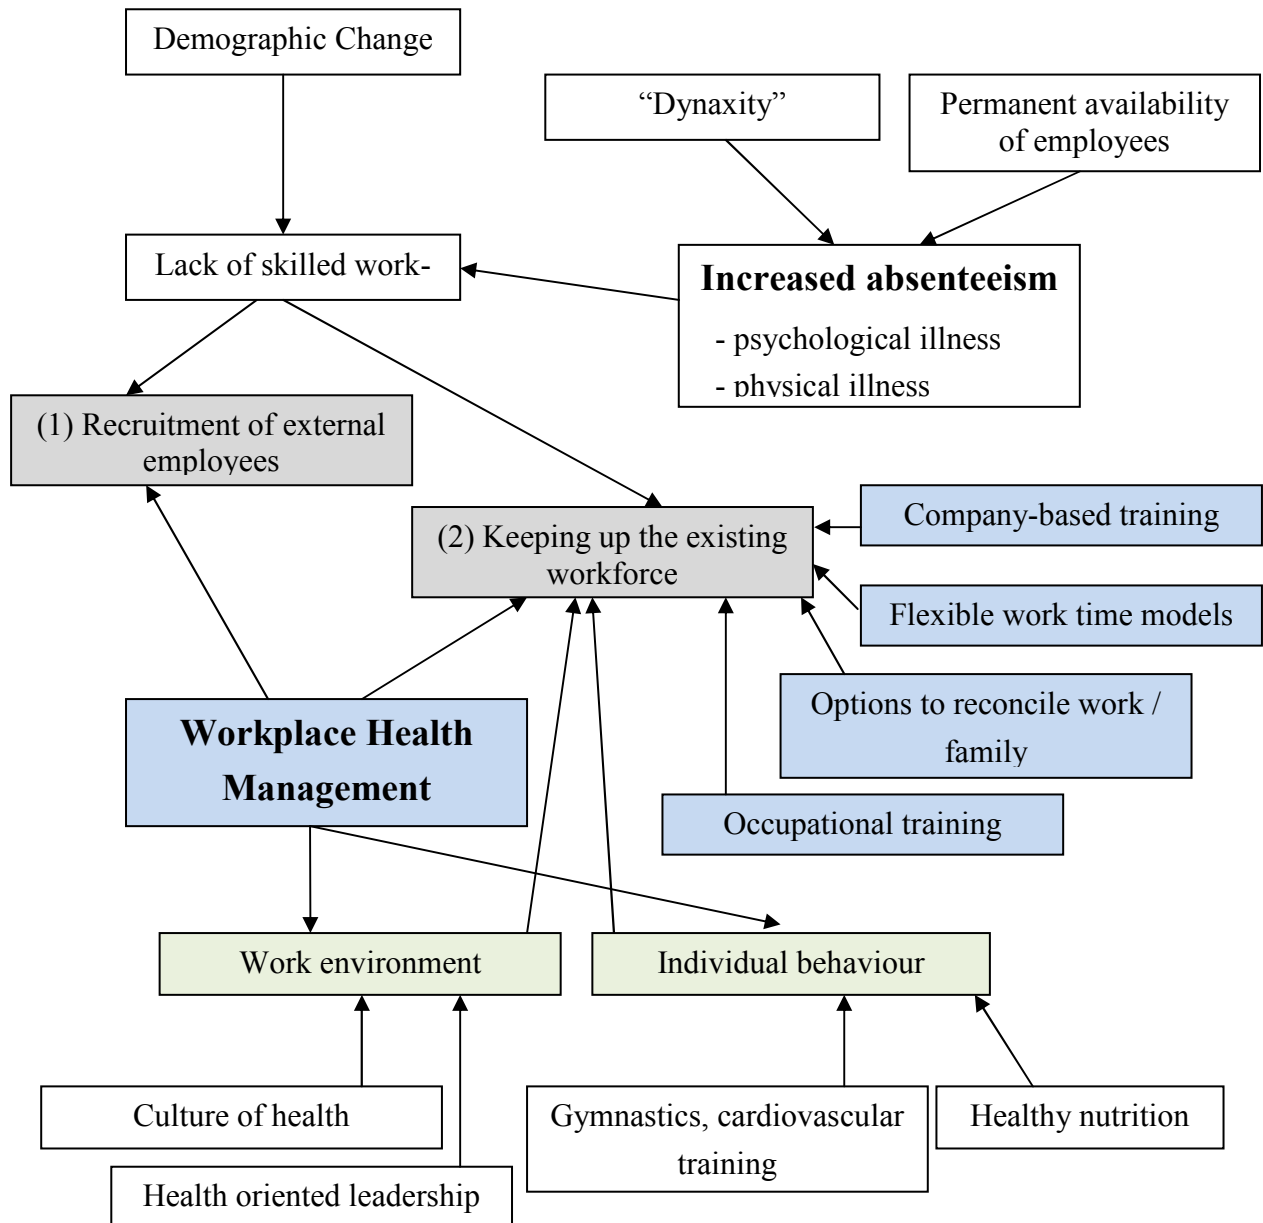 Demographic Change
“Dynaxity”
Permanent availability
of employees
Lack of skilled work-
Increased absenteeism
- psychological illness
- physical illness
(1) Recruitment of external
employees
(2) Keeping up the existing
workforce
Company-based training
Flexible work time models
Options to reconcile work /
family
Workplace Health
Management
Occupational training
Work environment
Individual behaviour
Culture of health
Gymnastics, cardiovascular
training
Healthy nutrition
Health oriented leadership